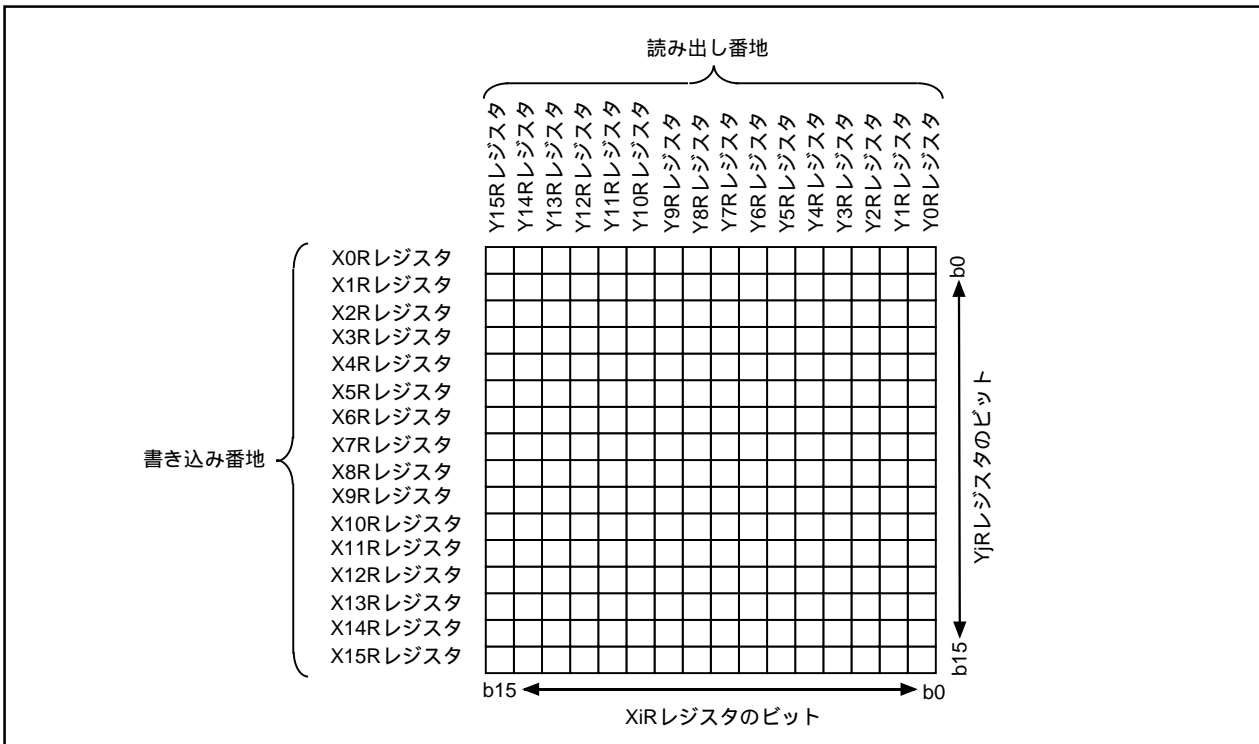 読み出し番地
Y15Rレジスタ
Y14Rレジスタ
Y13Rレジスタ
Y12Rレジスタ
Y11Rレジスタ
Y10Rレジスタ
Y9Rレジスタ
Y8Rレジスタ
Y7Rレジスタ
Y6Rレジスタ
Y5Rレジスタ
Y4Rレジスタ
Y3Rレジスタ
Y2Rレジスタ
Y1Rレジスタ
Y0Rレジスタ
書き込み番地
X0Rレジスタ
X1Rレジスタ
X2Rレジスタ
X3Rレジスタ
X4Rレジスタ
X5Rレジスタ
X6Rレジスタ
X7Rレジスタ
X8Rレジスタ
X9Rレジスタ
X10Rレジスタ
X11Rレジスタ
X12Rレジスタ
X13Rレジスタ
X14Rレジスタ
X15Rレジスタ
b0
YjRレジスタのビット
b15
b15
b0
XiRレジスタのビット